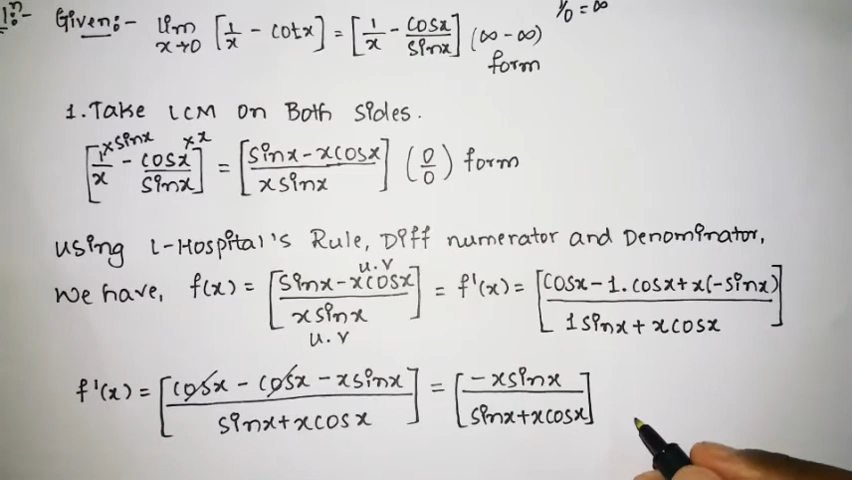 1:- Given:- lim x→0 [1/x - cotx] = [1/x - cosx/sinx] (∞ - ∞) form 1/0 = ∞
1. Take LCM on Both sides.
[1/x × sinx - cosx/sinx × x] = [sinx - xcosx / xsinx] (0/0) form
using L-Hospital's Rule, Diff numerator and Denominator,
we have, f(x) = [sinx - xcosx / xsinx] = f'(x) = [cosx - 1.cosx + x(-sinx) / 1sinx + xcosx]
u.v
u.v
f'(x) = [cosx - cosx - xsinx / sinx + xcosx] = [-xsinx / sinx + xcosx]